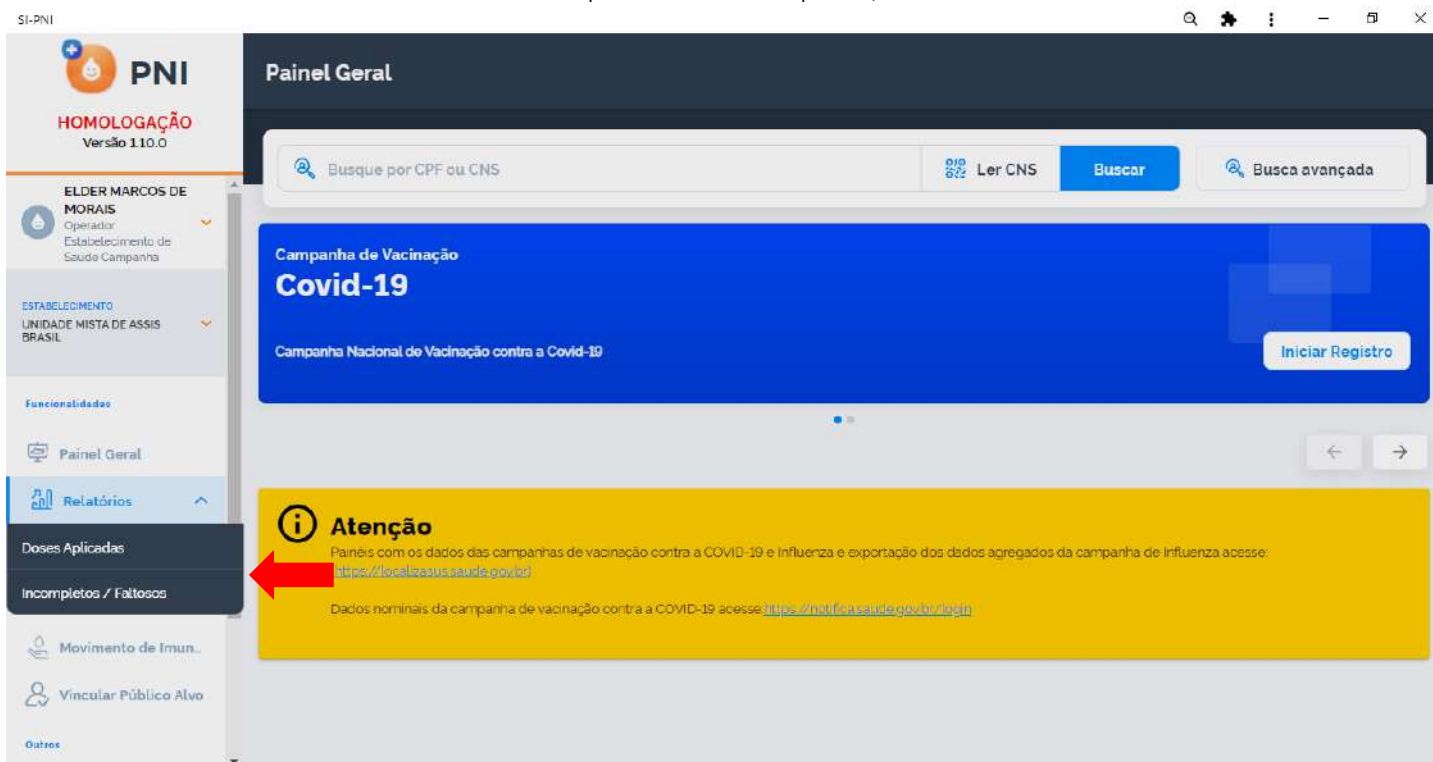 SI-PNI
PNI
HOMOLOGAÇÃO
Versão 1.10.0
ELDER MARCOS DE
MORAIS
Operador
Estabelecimento de
Saúde Campanha
ESTABELECIMENTO
UNIDADE MISTA DE ASSIS
BRASIL
Funcionalidades
Painel Geral
Relatórios
Doses Aplicadas
Incompletos / Faltosos
Movimento de Imun...
Vincular Público Alvo
Outros
Painel Geral
Busque por CPF ou CNS
Ler CNS
Buscar
Busca avançada
Campanha de Vacinação
Covid-19
Campanha Nacional de Vacinação contra a Covid-19
Iniciar Registro
Atenção
Painéis com os dados das campanhas de vacinação contra a COVID-19 e Influenza e exportação dos dados agregados da campanha de Influenza acesse:
https://localizasus.saude.gov.br)
Dados nominais da campanha de vacinação contra a COVID-19 acesse:https://notifica.saude.gov.br/login